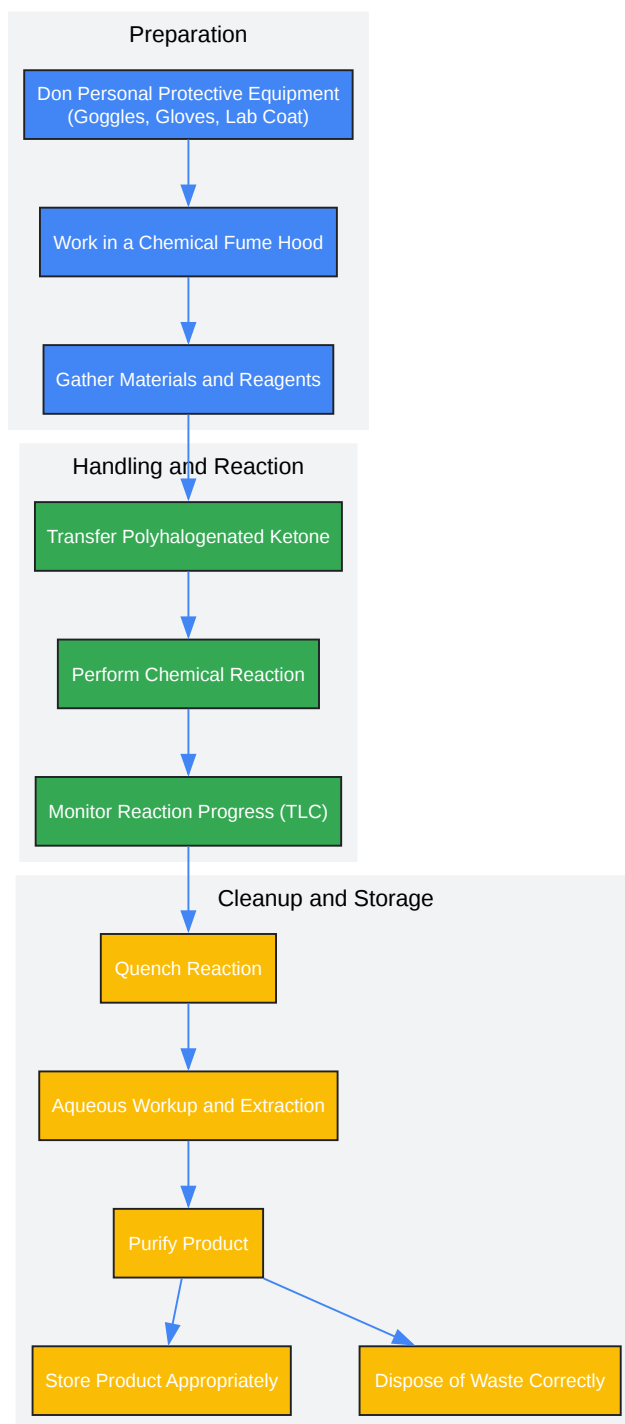 Preparation
Don Personal Protective Equipment
(Goggles, Gloves, Lab Coat)
Work in a Chemical Fume Hood
Gather Materials and Reagents
Handling and Reaction
Transfer Polyhalogenated Ketone
Perform Chemical Reaction
Monitor Reaction Progress (TLC)
Cleanup and Storage
Quench Reaction
Aqueous Workup and Extraction
Purify Product
Store Product Appropriately
Dispose of Waste Correctly